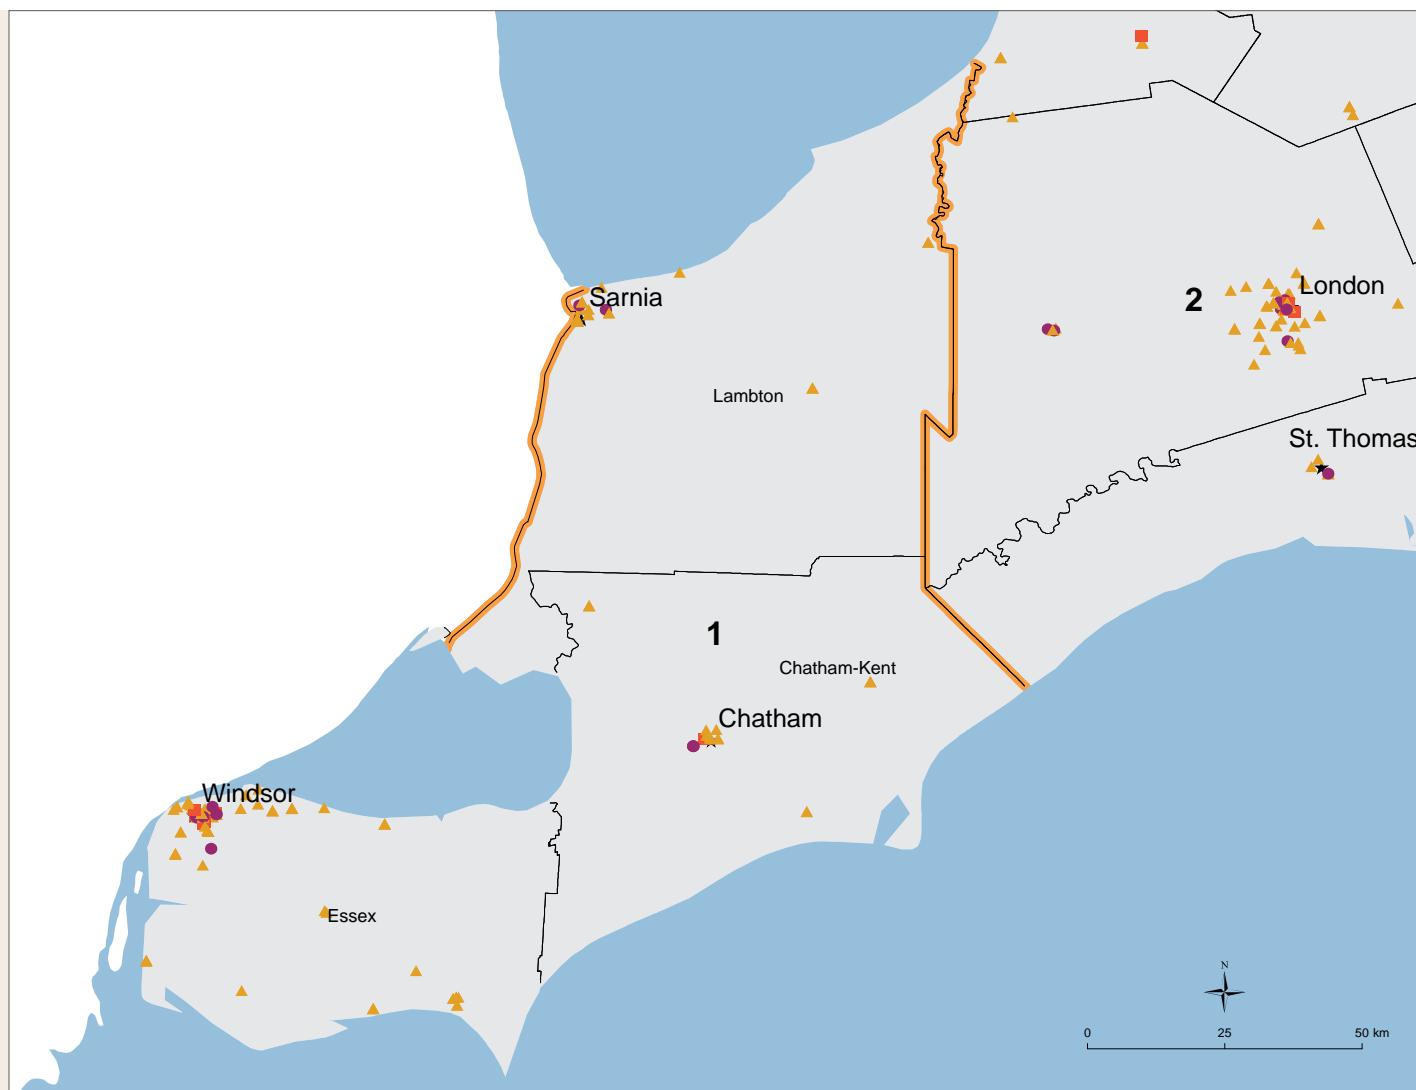 Sarnia
London
2
Lambton
St. Thomas
1
Chatham-Kent
Chatham
Windsor
Essex
N
0 25 50 km